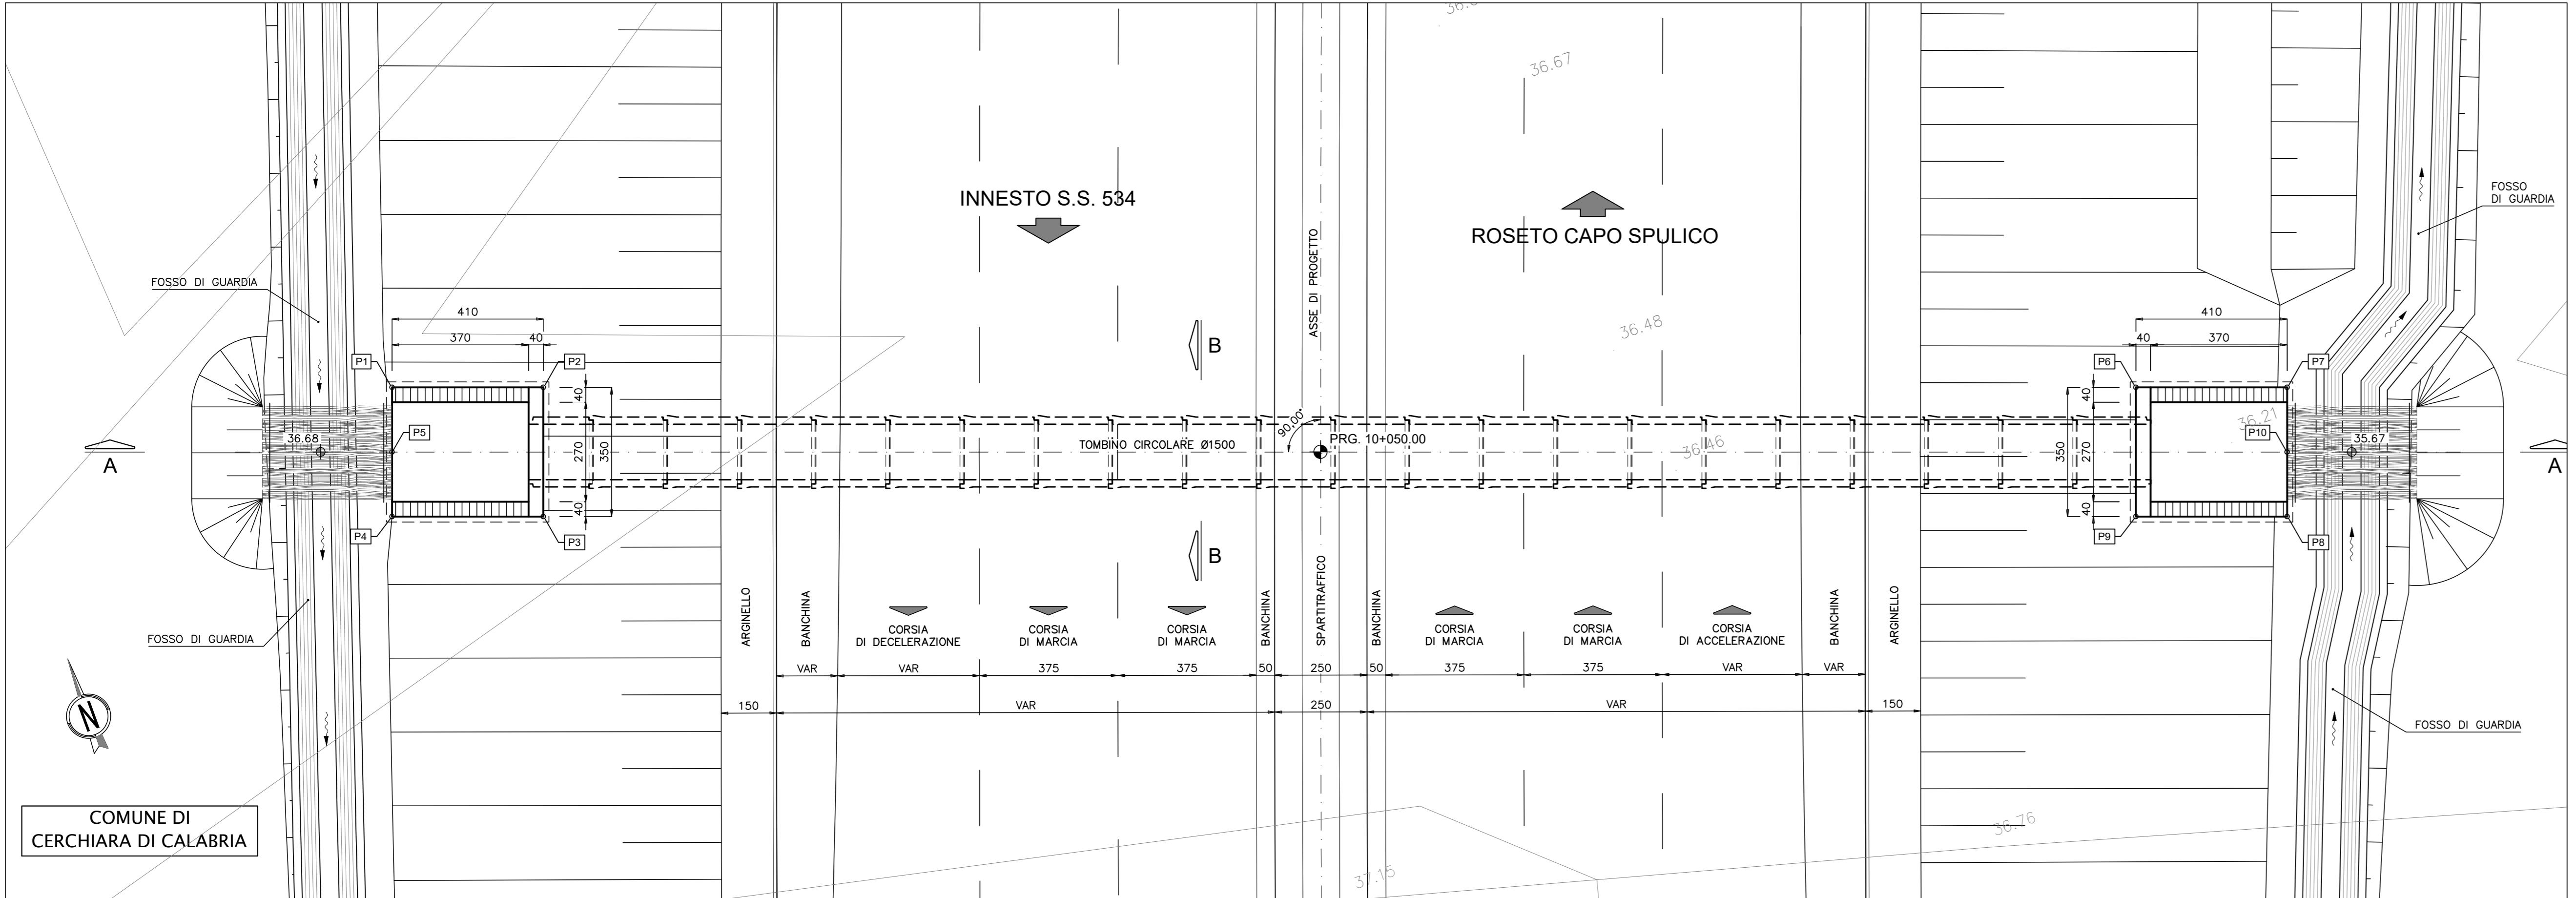 36.67
INNESTO S.S. 534
ROSETO CAPO SPULICO
ASSE DI PROGETTO
FOSSO
DI GUARDIA
FOSSO DI GUARDIA
36.48
410
370
40
410
40
370
B
P1
P2
P6
P7
40
270
350
40
350
40
270
40
36.68
P5
TOMBINO CIRCOLARE Ø1500
90.00°
PRG. 10+050.00
36.46
36.21
P10
35.67
A
A
P4
P3
P9
P8
B
FOSSO DI GUARDIA
ARGINELLO
BANCHINA
CORSIA
DI DECELERAZIONE
CORSIA
DI MARCIA
CORSIA
DI MARCIA
BANCHINA
SPARTITRAFFICO
BANCHINA
CORSIA
DI MARCIA
CORSIA
DI MARCIA
CORSIA
DI ACCELERAZIONE
BANCHINA
ARGINELLO
VAR
VAR
375
375
50
250
50
375
375
VAR
VAR
150
VAR
250
VAR
150
N
FOSSO DI GUARDIA
COMUNE DI
CERCHIARA DI CALABRIA
36.76
37.15